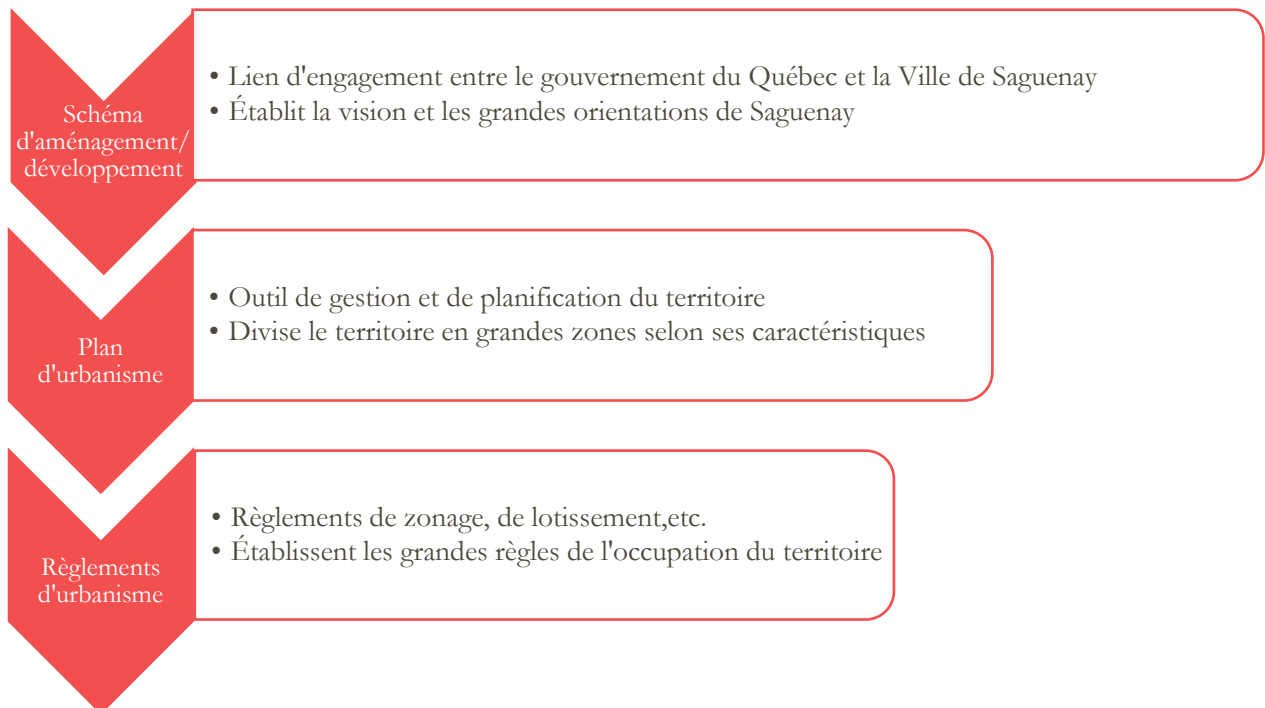 Schéma
d'aménagement/
développement
• Lien d'engagement entre le gouvernement du Québec et la Ville de Saguenay
• Établit la vision et les grandes orientations de Saguenay
Plan
d'urbanisme
• Outil de gestion et de planification du territoire
• Divise le territoire en grandes zones selon ses caractéristiques
Règlements
d'urbanisme
• Règlements de zonage, de lotissement,etc.
• Établissent les grandes règles de l'occupation du territoire